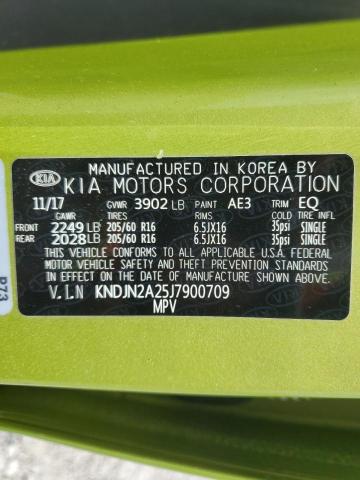 MANUFACTURED IN KOREA BY
KIA KIA MOTORS CORPORATION
11/17 GVWR 3902 LB PAINT AE3 TRIM EQ
TIRES RIMS COLD TIRE INF
FRONT 2249 LB 205/60 R16 6.5JX16 35psi SINGLE
REAR 2028 LB 205/60 R16 6.5JX16 35psi SINGLE
THIS VEHICLE CONFORMS TO ALL APPLICABLE U.S.A. FEDERAL
MOTOR VEHICLE SAFETY, BUMPER, AND THEFT PREVENTION
STANDARDS IN EFFECT ON THE DATE OF MANUFACTURE SHOWN ABOVE.
V.I.N KNDJN2A25J7900709
MPV